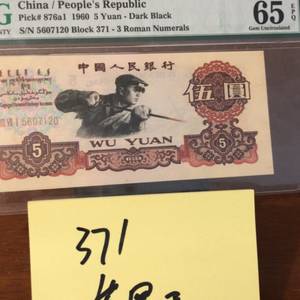 China / People's Republic
Pick# 876a1 1960 5 Yuan - Dark Black
S/N 5607120 Block 371 - 3 Roman Numerals
65
EPQ
Gem Uncirculated
中国人民银行
伍圓
5607120
5
WU YUAN
5
371